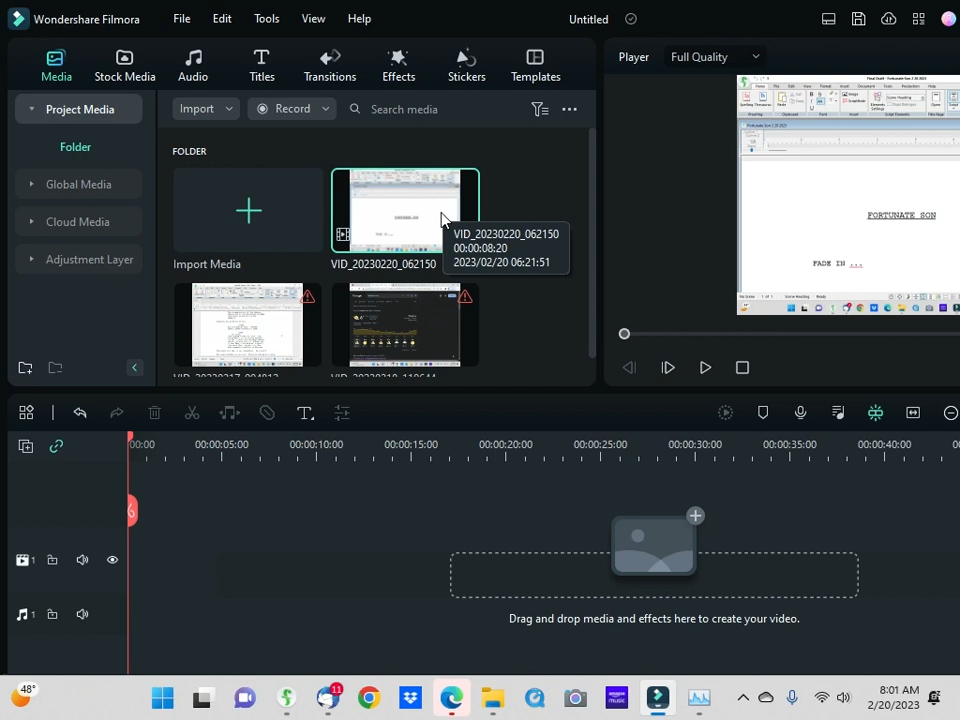 Wondershare Filmora File Edit Tools View Help Untitled
Media Stock Media Audio Titles Transitions Effects Stickers Templates
Player Full Quality
Project Media
Import Record Search media
Folder
FOLDER
Global Media
Cloud Media
Adjustment Layer
Import Media
VID_20230220_062150
VID_20230220_062150
00:00:08:20
2023/02/20 06:21:51
FORTUNATE SON
FADE IN ...
00:00 00:00:05:00 00:00:10:00 00:00:15:00 00:00:20:00 00:00:25:00 00:00:30:00 00:00:35:00 00:00:40:00
1
1
Drag and drop media and effects here to create your video.
48°
11
8:01 AM
2/20/2023